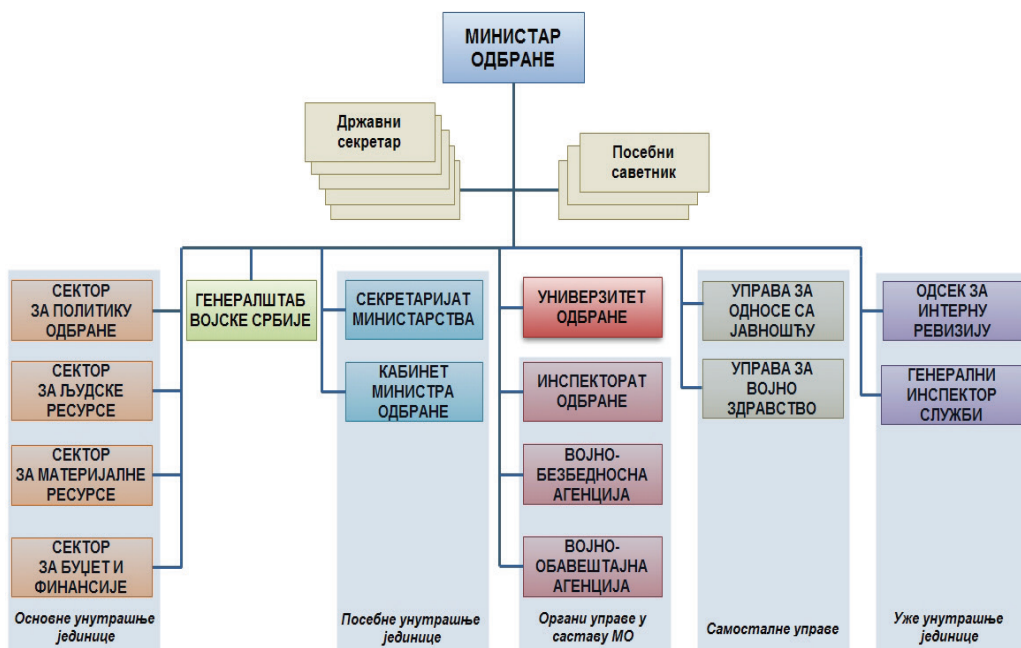 МИНИСТАР
ОДБРАНЕ
Државни
секретар
Посебни
саветник
СЕКТОР
ЗА ПОЛИТИКУ
ОДБРАНЕ
СЕКТОР
ЗА ЉУДСКЕ
РЕСУРСЕ
СЕКТОР
ЗА МАТЕРИЈАЛНЕ
РЕСУРСЕ
СЕКТОР
ЗА БУЏЕТ И
ФИНАНСИЈЕ
Основне унутрашње
јединице
ГЕНЕРАЛШТАБ
ВОЈСКЕ СРБИЈЕ
СЕКРЕТАРИЈАТ
МИНИСТАРСТВА
КАБИНЕТ
МИНИСТРА
ОДБРАНЕ
Посебне унутрашње
јединице
УНИВЕРЗИТЕТ
ОДБРАНЕ
ИНСПЕКТОРАТ
ОДБРАНЕ
ВОЈНО-
БЕЗБЕДНОСНА
АГЕНЦИЈА
ВОЈНО-
ОБАВЕШТАЈНА
АГЕНЦИЈА
Органи управе у
саставу МО
УПРАВА ЗА
ОДНОСЕ СА
ЈАВНОШЋУ
УПРАВА ЗА
ВОЈНО
ЗДРАВСТВО
Самосталне управе
ОДСЕК ЗА
ИНТЕРНУ
РЕВИЗИЈУ
ГЕНЕРАЛНИ
ИНСПЕКТОР
СЛУЖБИ
Уже унутрашње
јединице